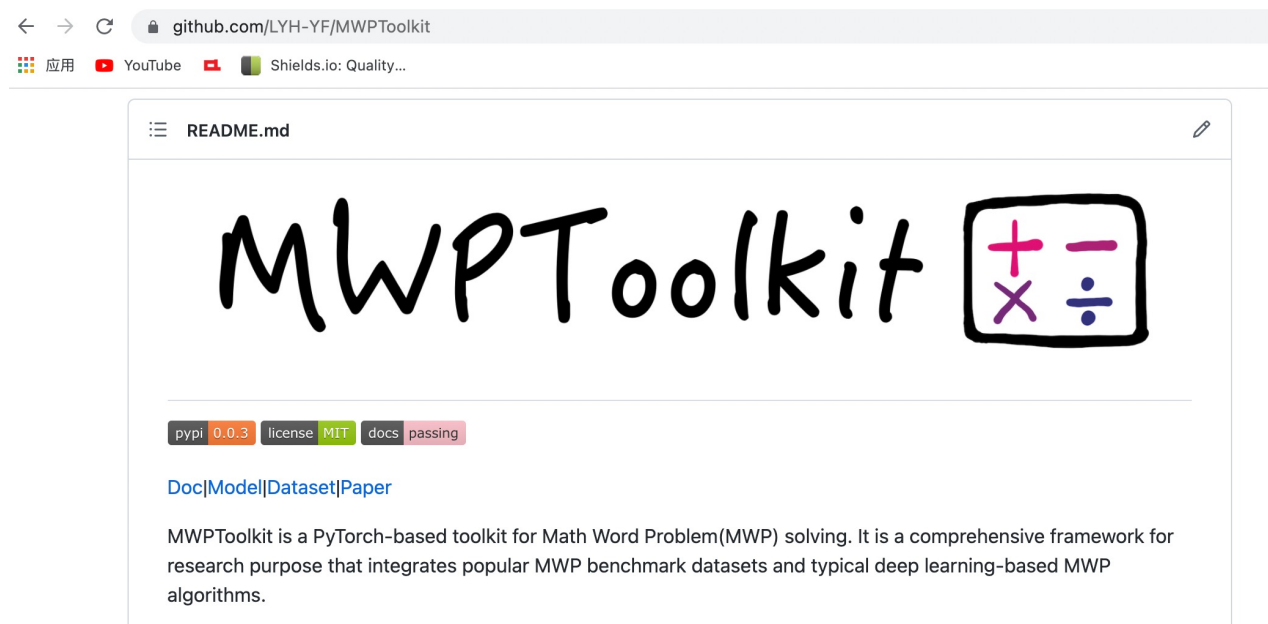 github.com/LYH-YF/MWPToolkit
应用 YouTube Shields.io: Quality...
README.md
MWPToolkit + − × ÷
pypi 0.0.3 license MIT docs passing
Doc|Model|Dataset|Paper
MWPToolkit is a PyTorch-based toolkit for Math Word Problem(MWP) solving. It is a comprehensive framework for
research purpose that integrates popular MWP benchmark datasets and typical deep learning-based MWP
algorithms.